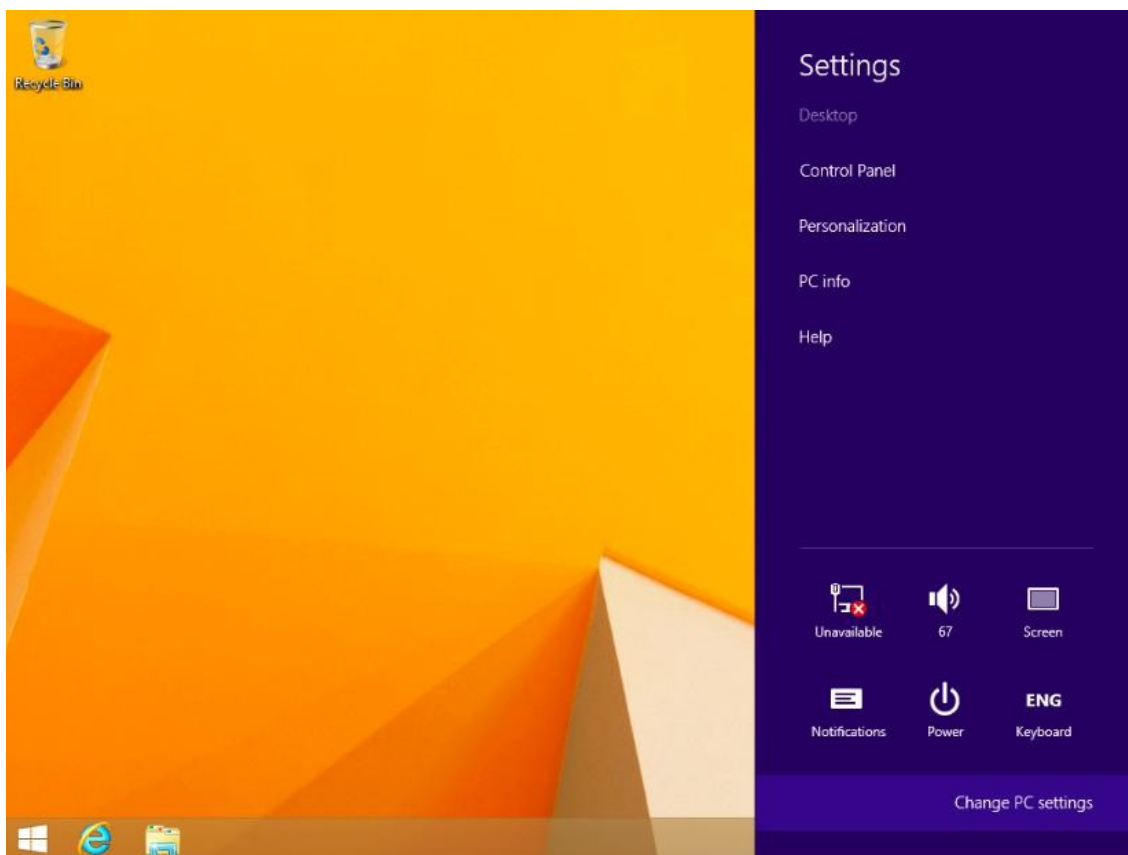 Recycle Bin
Settings
Desktop
Control Panel
Personalization
PC info
Help
Unavailable
67
Screen
Notifications
Power
ENG
Keyboard
Change PC settings